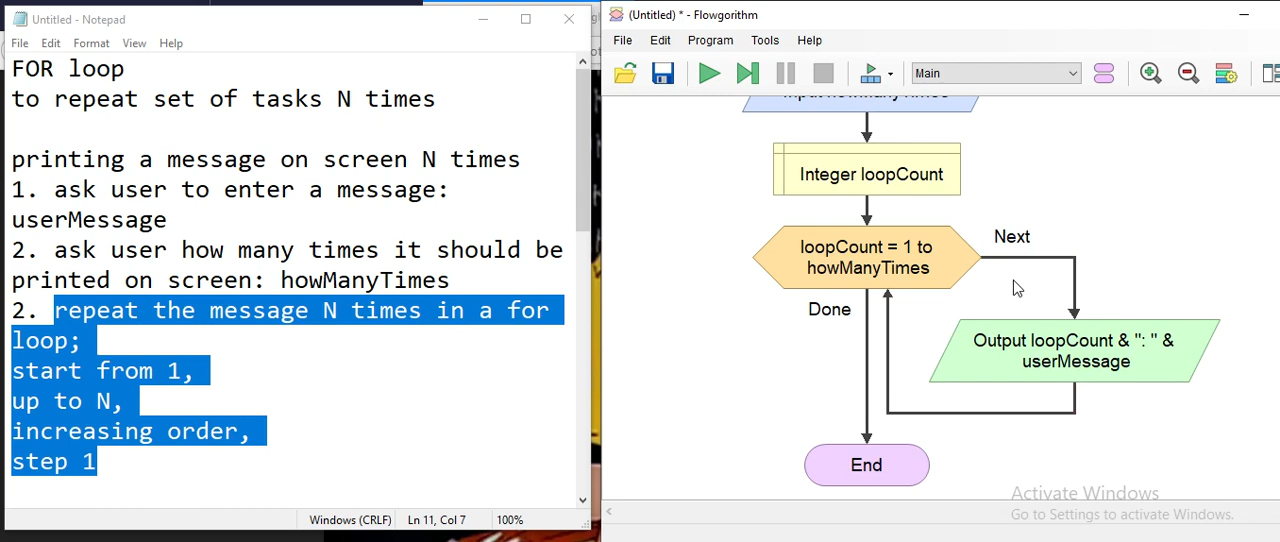 Untitled - Notepad
File Edit Format View Help
FOR loop
to repeat set of tasks N times
printing a message on screen N times
1. ask user to enter a message:
userMessage
2. ask user how many times it should be
printed on screen: howManyTimes
2. repeat the message N times in a for
loop;
start from 1,
up to N,
increasing order,
step 1
Windows (CRLF) Ln 11, Col 7 100%
(Untitled) * - Flowgorithm
File Edit Program Tools Help
Main
Input howManyTimes
Integer loopCount
loopCount = 1 to
howManyTimes
Next
Done
Output loopCount & ": " &
userMessage
End
Activate Windows
Go to Settings to activate Windows.